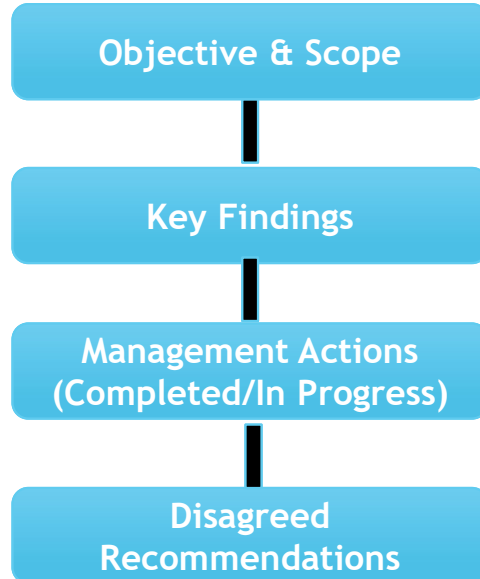 Objective & Scope
Key Findings
Management Actions
(Completed/In Progress)
Disagreed
Recommendations